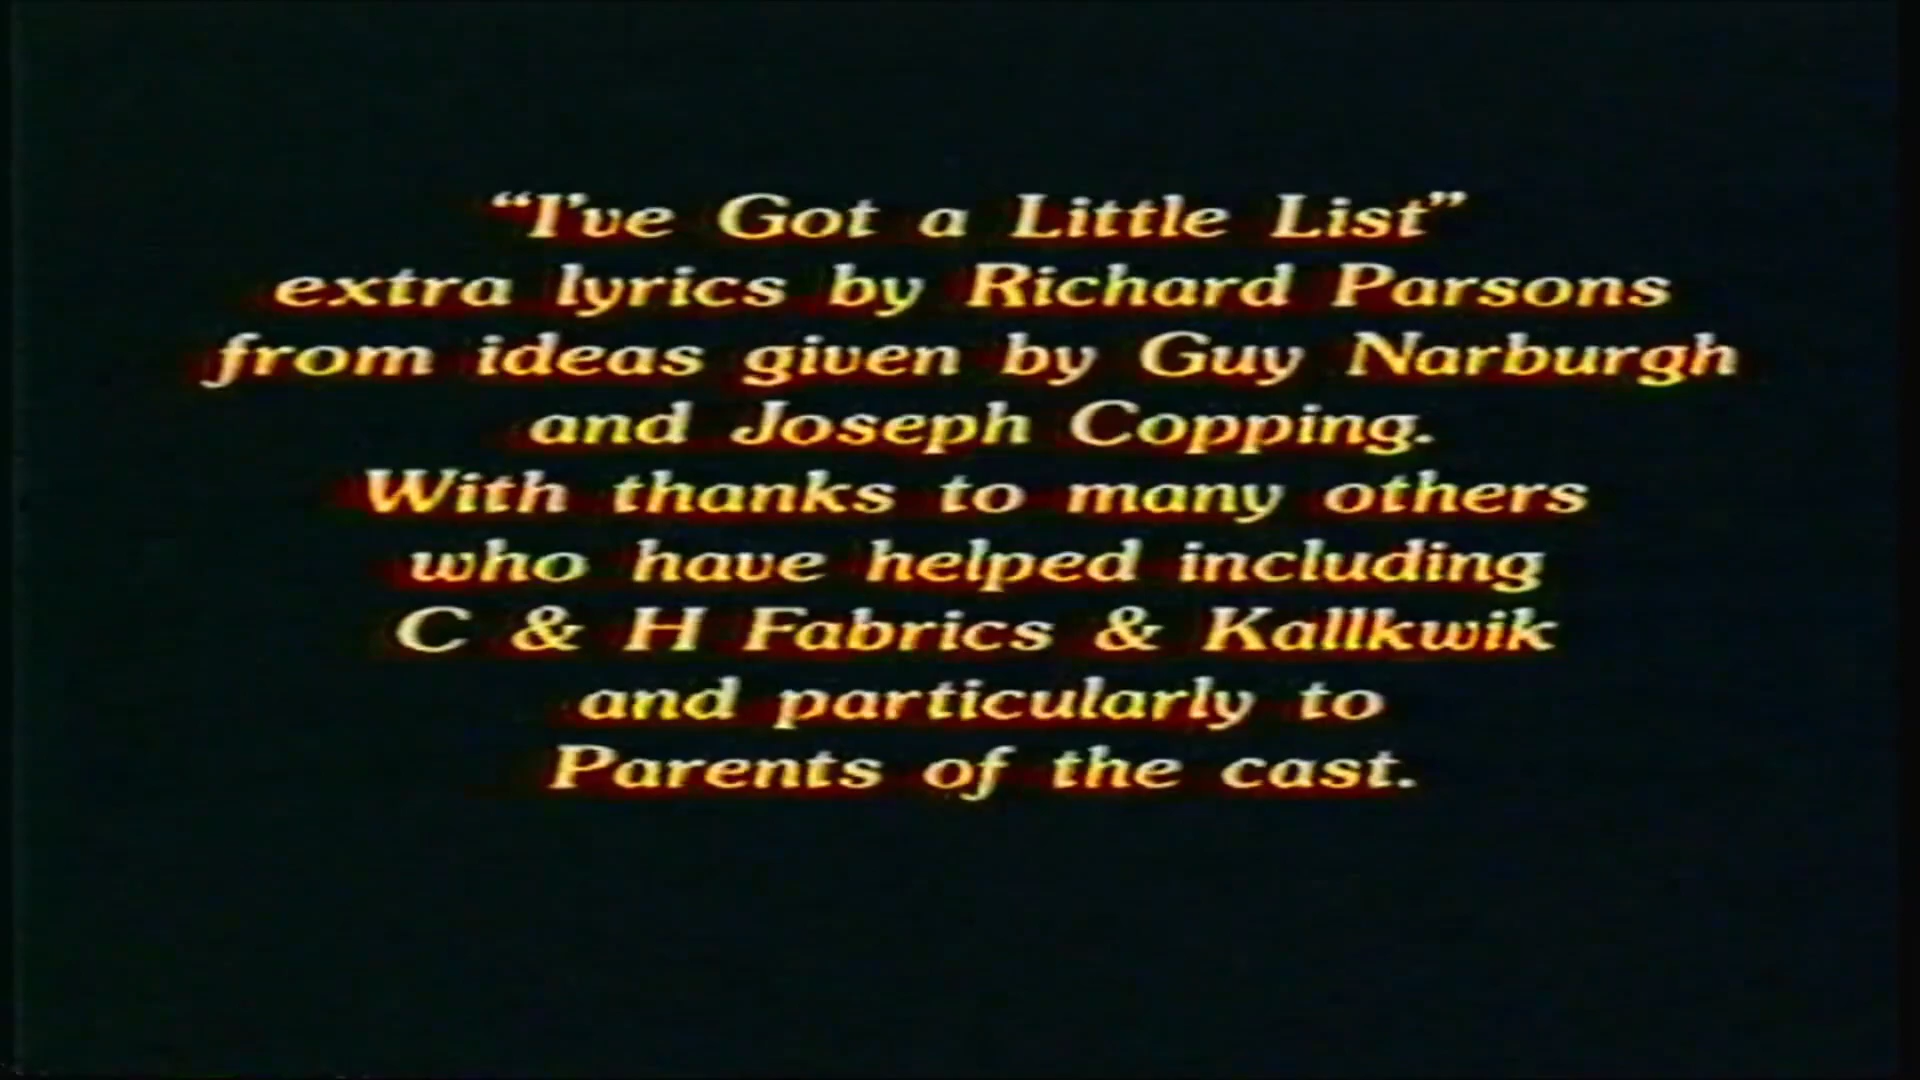 “I've Got a Little List”
extra lyrics by Richard Parsons
from ideas given by Guy Narburgh
and Joseph Copping.
With thanks to many others
who have helped including
C & H Fabrics & Kallkwik
and particularly to
Parents of the cast.